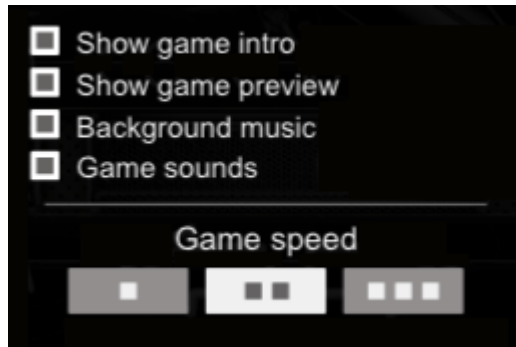 Show game intro
Show game preview
Background music
Game sounds
Game speed